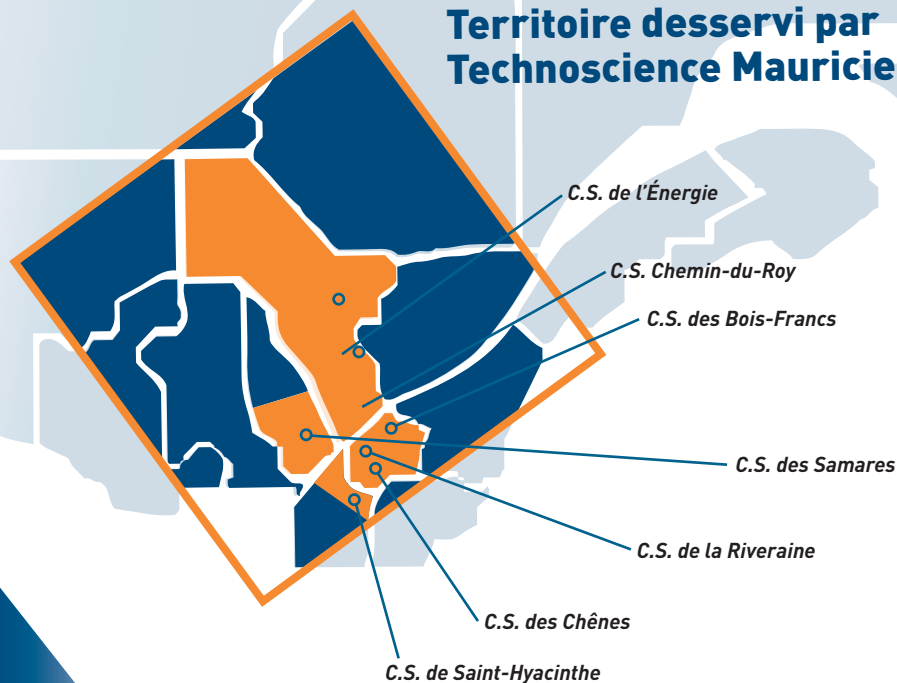 Territoire desservi par
Technoscience Mauricie
C.S. de l'Énergie
C.S. Chemin-du-Roy
C.S. des Bois-Francs
C.S. des Samares
C.S. de la Riveraine
C.S. des Chênes
C.S. de Saint-Hyacinthe